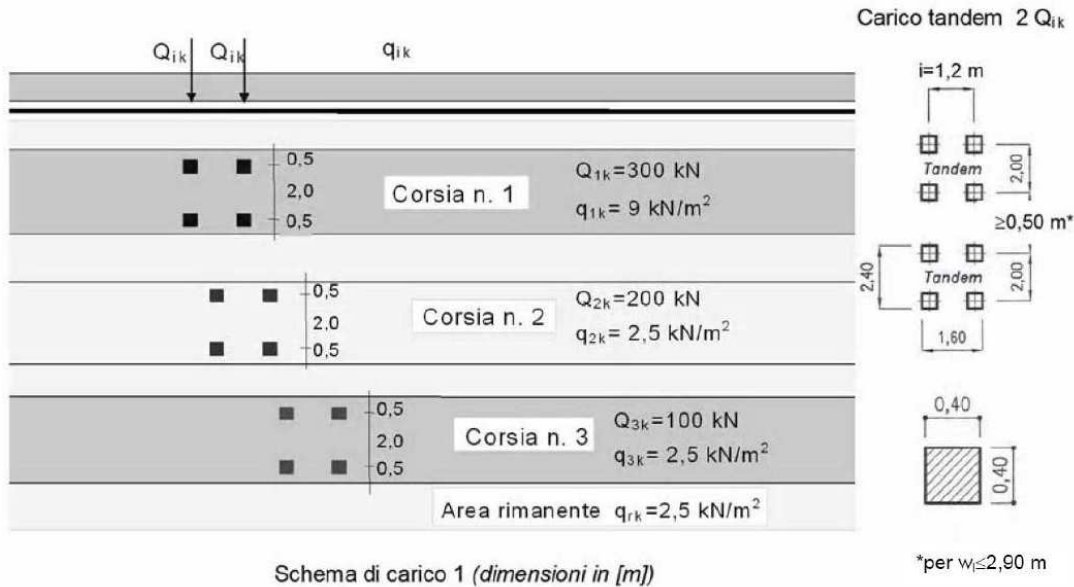 Carico tandem 2 Qik
Qik Qik qik
i=1,2 m
0,5
2,0
0,5
Corsia n. 1
Q1k=300 kN
q1k= 9 kN/m²
Tandem
2,00
≥0,50 m*
0,5
2,0
0,5
Corsia n. 2
Q2k=200 kN
q2k= 2,5 kN/m²
2,40
Tandem
2,00
1,60
0,5
2,0
0,5
Corsia n. 3
Q3k=100 kN
q3k= 2,5 kN/m²
0,40
0,40
Area rimanente qrk=2,5 kN/m²
Schema di carico 1 (dimensioni in [m])
*per wl≤2,90 m